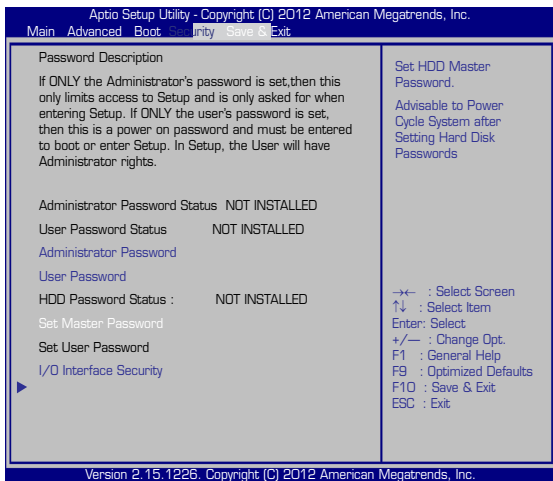 Aptio Setup Utility - Copyright (C) 2012 American Megatrends, Inc.
Main Advanced Boot Security Save & Exit
Password Description
If ONLY the Administrator's password is set,then this
only limits access to Setup and is only asked for when
entering Setup. If ONLY the user's password is set,
then this is a power on password and must be entered
to boot or enter Setup. In Setup, the User will have
Administrator rights.
Administrator Password Status NOT INSTALLED
User Password Status NOT INSTALLED
Administrator Password
User Password
HDD Password Status : NOT INSTALLED
Set Master Password
Set User Password
I/O Interface Security
Set HDD Master
Password.
Advisable to Power
Cycle System after
Setting Hard Disk
Passwords
→← : Select Screen
↑↓ : Select Item
Enter: Select
+/— : Change Opt.
F1 : General Help
F9 : Optimized Defaults
F10 : Save & Exit
ESC : Exit
Version 2.15.1226. Copyright (C) 2012 American Megatrends, Inc.